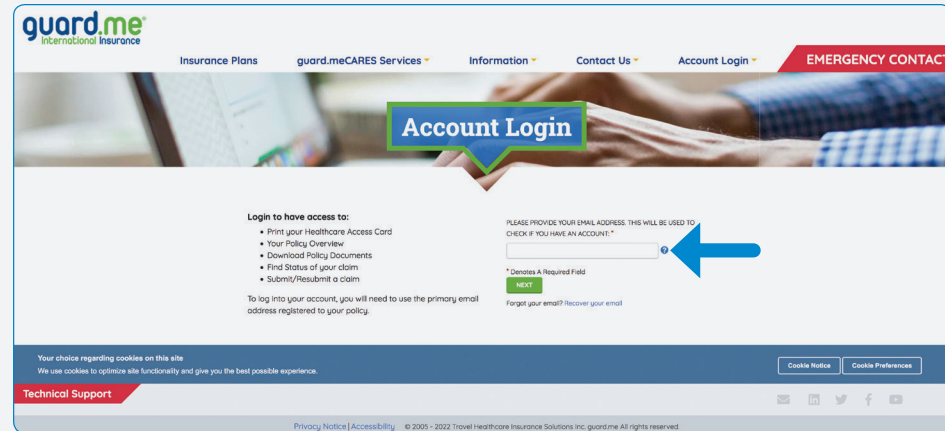 guard.me®
International Insurance
Insurance Plans guard.meCARES Services Information Contact Us Account Login EMERGENCY CONTACT
Account Login
Login to have access to:
• Print your Healthcare Access Card
• Your Policy Overview
• Download Policy Documents
• Find Status of your claim
• Submit/Resubmit a claim
To log into your account, you will need to use the primary email
address registered to your policy.
PLEASE PROVIDE YOUR EMAIL ADDRESS. THIS WILL BE USED TO
CHECK IF YOU HAVE AN ACCOUNT: *
?
* Denotes A Required Field
NEXT
Forgot your email? Recover your email
Your choice regarding cookies on this site
We use cookies to optimize site functionality and give you the best possible experience.
Cookie Notice Cookie Preferences
Technical Support
Privacy Notice | Accessibility © 2005 - 2022 Travel Healthcare Insurance Solutions Inc. guard.me All rights reserved.